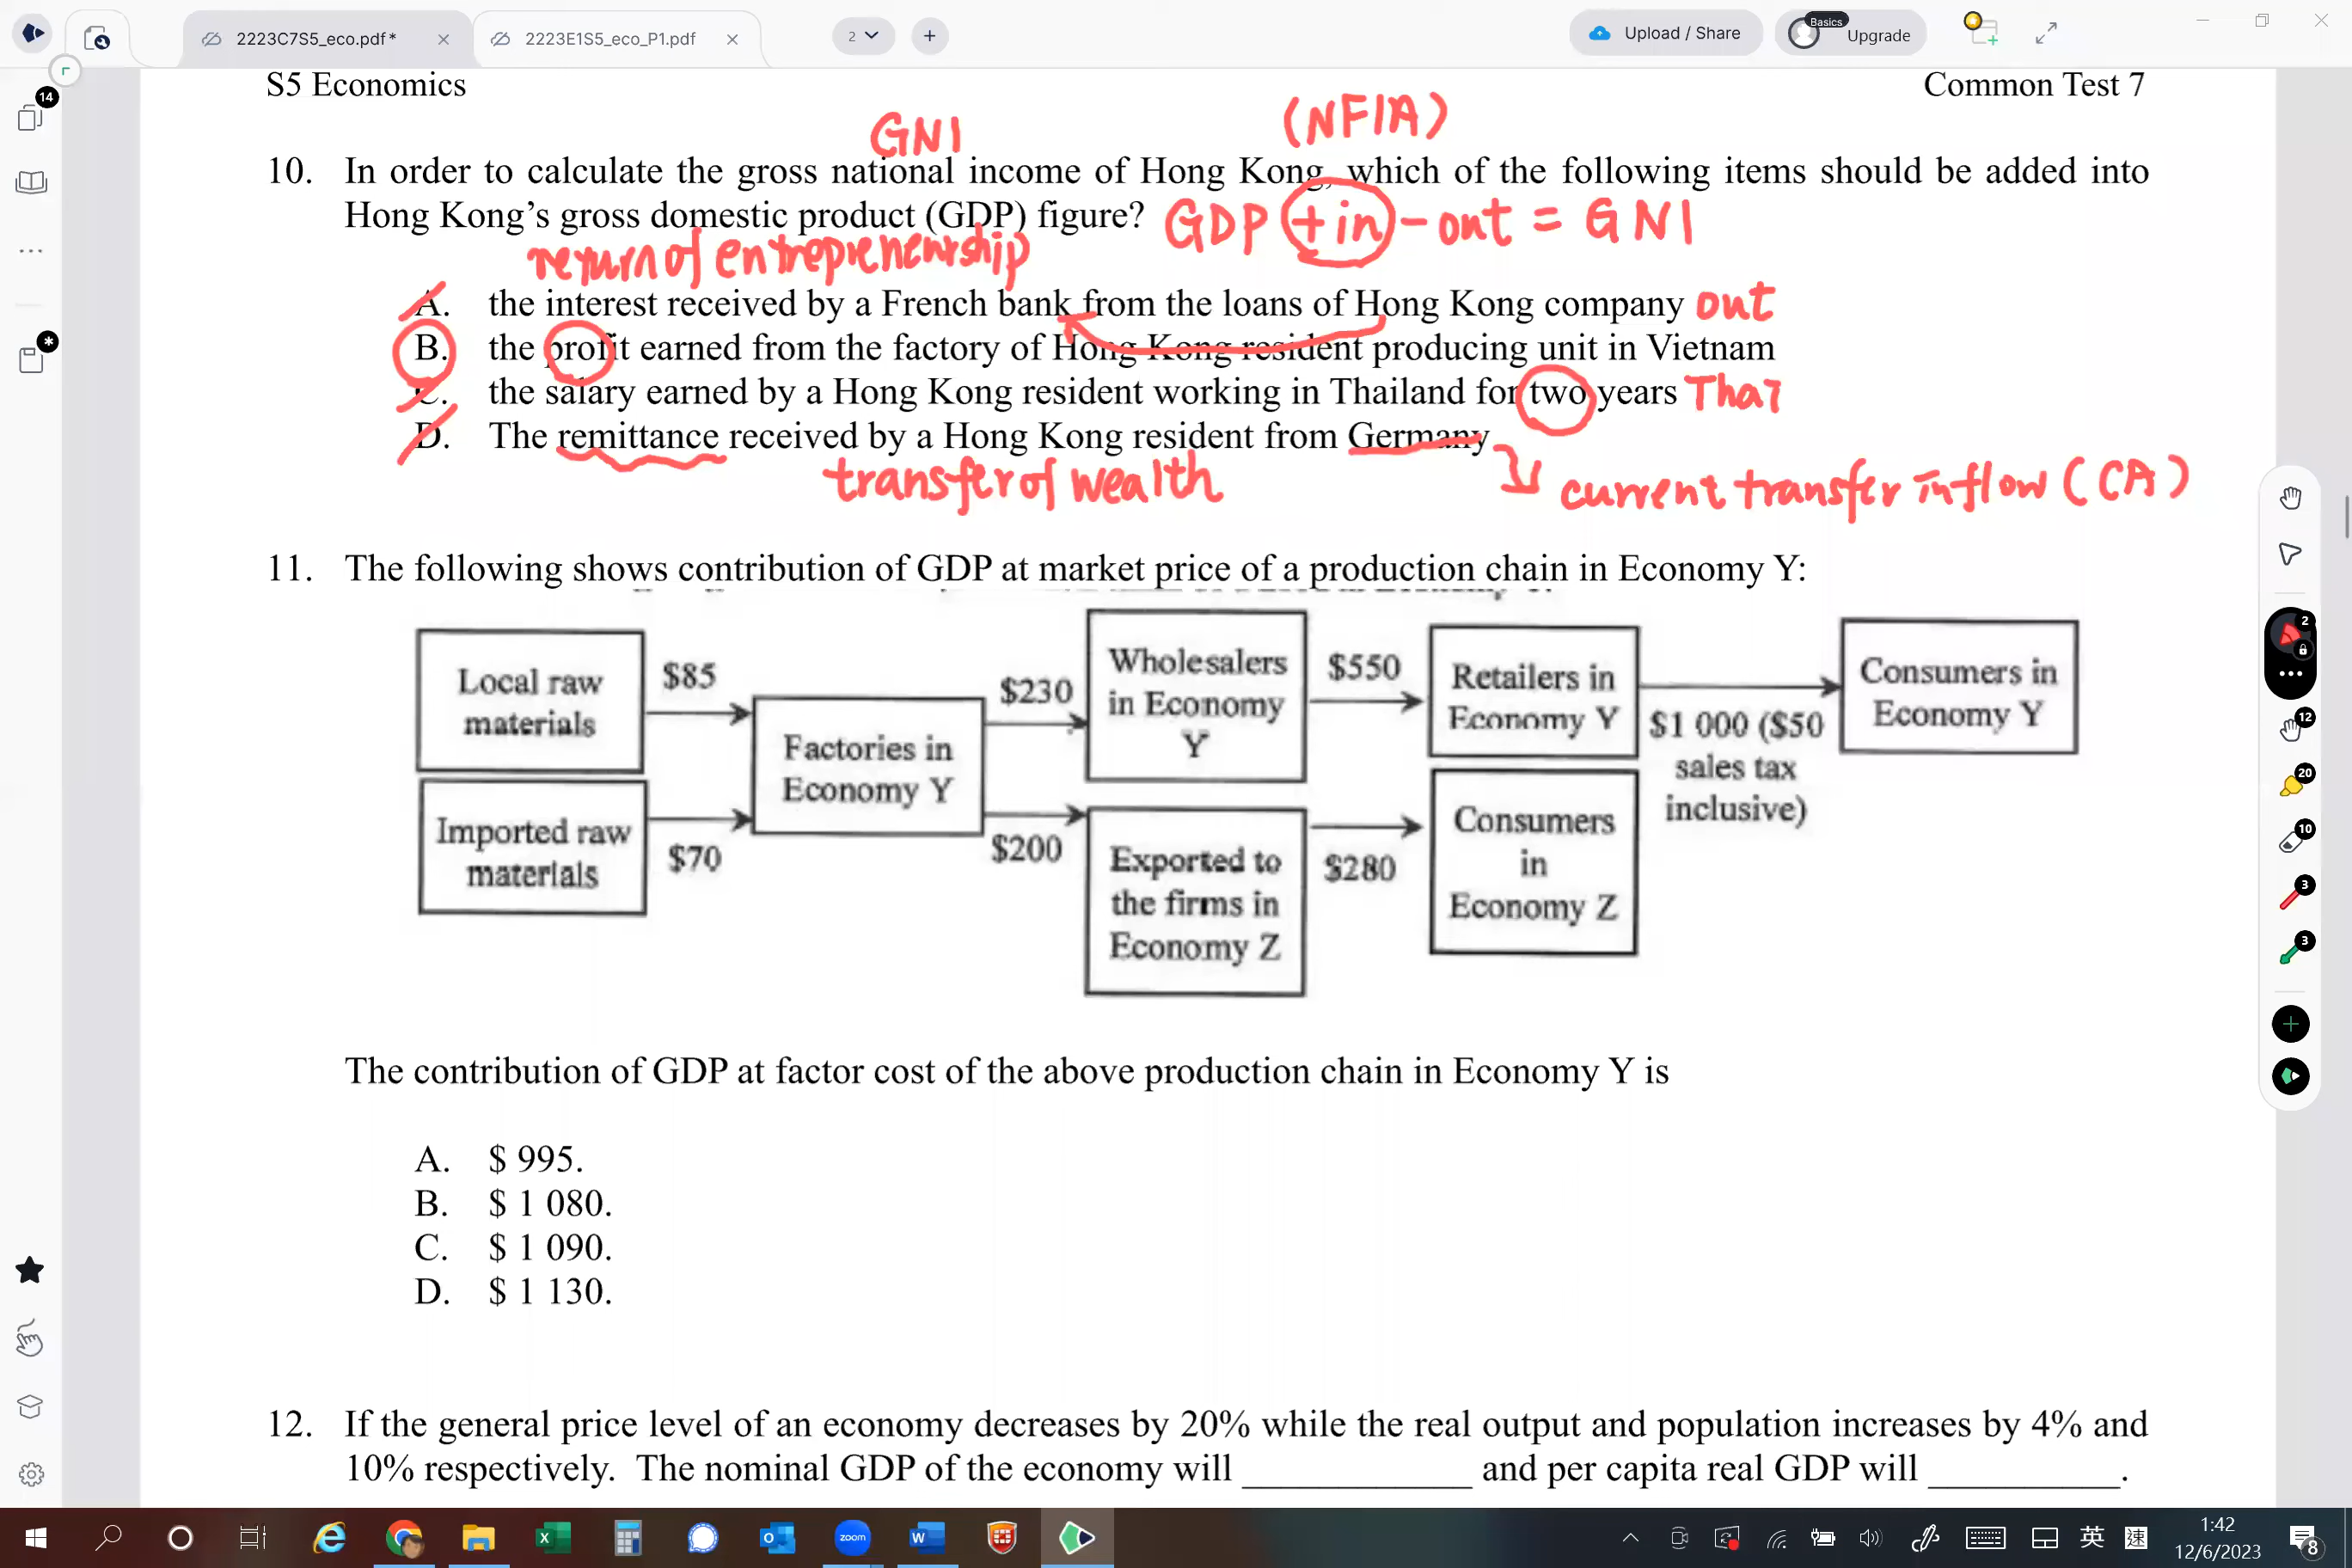 2223C7S5_eco.pdf*
2223E1S5_eco_P1.pdf
2
Upload / Share
Basics
Upgrade
S5 Economics
Common Test 7
14
GNI
(NFIA)
10. In order to calculate the gross national income of Hong Kong, which of the following items should be added into
Hong Kong's gross domestic product (GDP) figure?
GDP +in - out = GNI
return of entrepreneurship
A. the interest received by a French bank from the loans of Hong Kong company out
B. the profit earned from the factory of Hong Kong resident producing unit in Vietnam
C. the salary earned by a Hong Kong resident working in Thailand for two years Thai
D. The remittance received by a Hong Kong resident from Germany
transfer of wealth
current transfer inflow (CA)
11. The following shows contribution of GDP at market price of a production chain in Economy Y:
Local raw
materials
$85
Imported raw
materials
$70
Factories in
Economy Y
$230
$200
Wholesalers
in Economy
Y
Exported to
the firms in
Economy Z
$550
$280
Retailers in
Economy Y
Consumers
in
Economy Z
$1 000 ($50
sales tax
inclusive)
Consumers in
Economy Y
The contribution of GDP at factor cost of the above production chain in Economy Y is
A. $ 995.
B. $ 1 080.
C. $ 1 090.
D. $ 1 130.
12. If the general price level of an economy decreases by 20% while the real output and population increases by 4% and
10% respectively. The nominal GDP of the economy will ____________ and per capita real GDP will __________.
2
12
20
10
3
3
zoom
英
速
1:42
12/6/2023
8